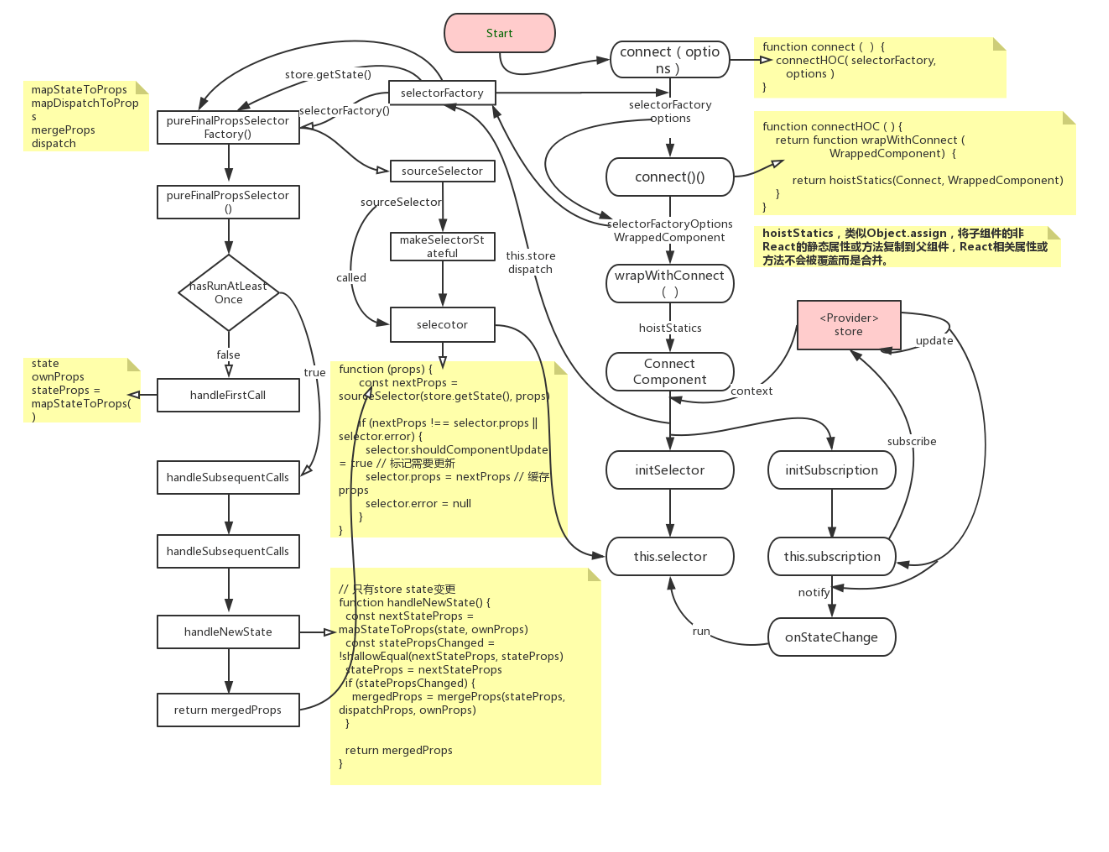 Start
connect ( optio
ns )
function connect (  )  {
connectHOC( selectorFactory,
options )
}
store.getState()
selectorFactory
selectorFactory()
mapStateToProps
mapDispatchToProp
s
mergeProps
dispatch
pureFinalPropsSelector
Factory()
selectorFactory
options
function connectHOC ( ) {
return function wrapWithConnect (
WrappedComponent)  {
return hoistStatics(Connect, WrappedComponent)
}
}
sourceSelector
connect()()
pureFinalPropsSelector
()
sourceSelector
selectorFactoryOptions
WrappedComponent
hoistStatics，类似Object.assign，将子组件的非
React的静态属性或方法复制到父组件，React相关属性或
方法不会被覆盖而是合并。
makeSelectorSt
ateful
this.store
dispatch
wrapWithConnect
(  )
called
hasRunAtLeast
Once
selecotor
hoistStatics
<Provider>
store
update
false
true
state
ownProps
stateProps =
mapStateToProps(
)
handleFirstCall
function (props) {
const nextProps =
sourceSelector(store.getState(), props)
if (nextProps !== selector.props ||
selector.error) {
selector.shouldComponentUpdate
= true // 标记需要更新
selector.props = nextProps // 缓存
props
selector.error = null
}
}
Connect
Component
context
subscribe
handleSubsequentCalls
initSelector
initSubscription
handleSubsequentCalls
this.selector
this.subscription
notify
handleNewState
// 只有store state变更
function handleNewState() {
const nextStateProps =
mapStateToProps(state, ownProps)
const statePropsChanged =
!shallowEqual(nextStateProps, stateProps)
stateProps = nextStateProps
if (statePropsChanged) {
mergedProps = mergeProps(stateProps,
dispatchProps, ownProps)
}
return mergedProps
}
run
onStateChange
return mergedProps